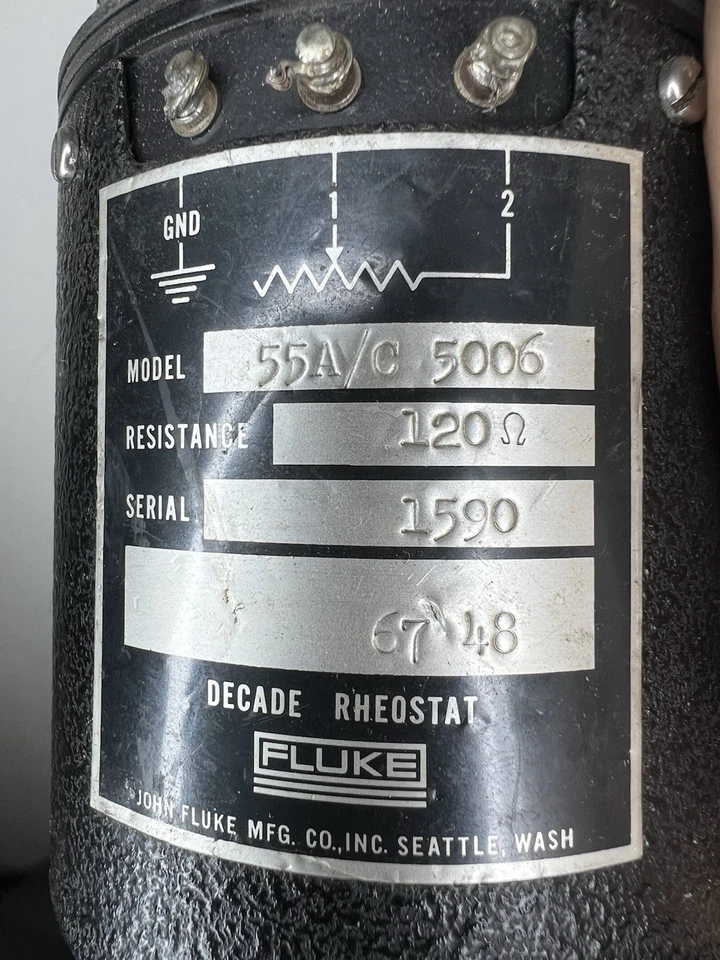 GND 1 2
MODEL 55A/C 5006
RESISTANCE 120Ω
SERIAL 1590
67 48
DECADE RHEOSTAT
FLUKE
JOHN FLUKE MFG. CO., INC. SEATTLE, WASH